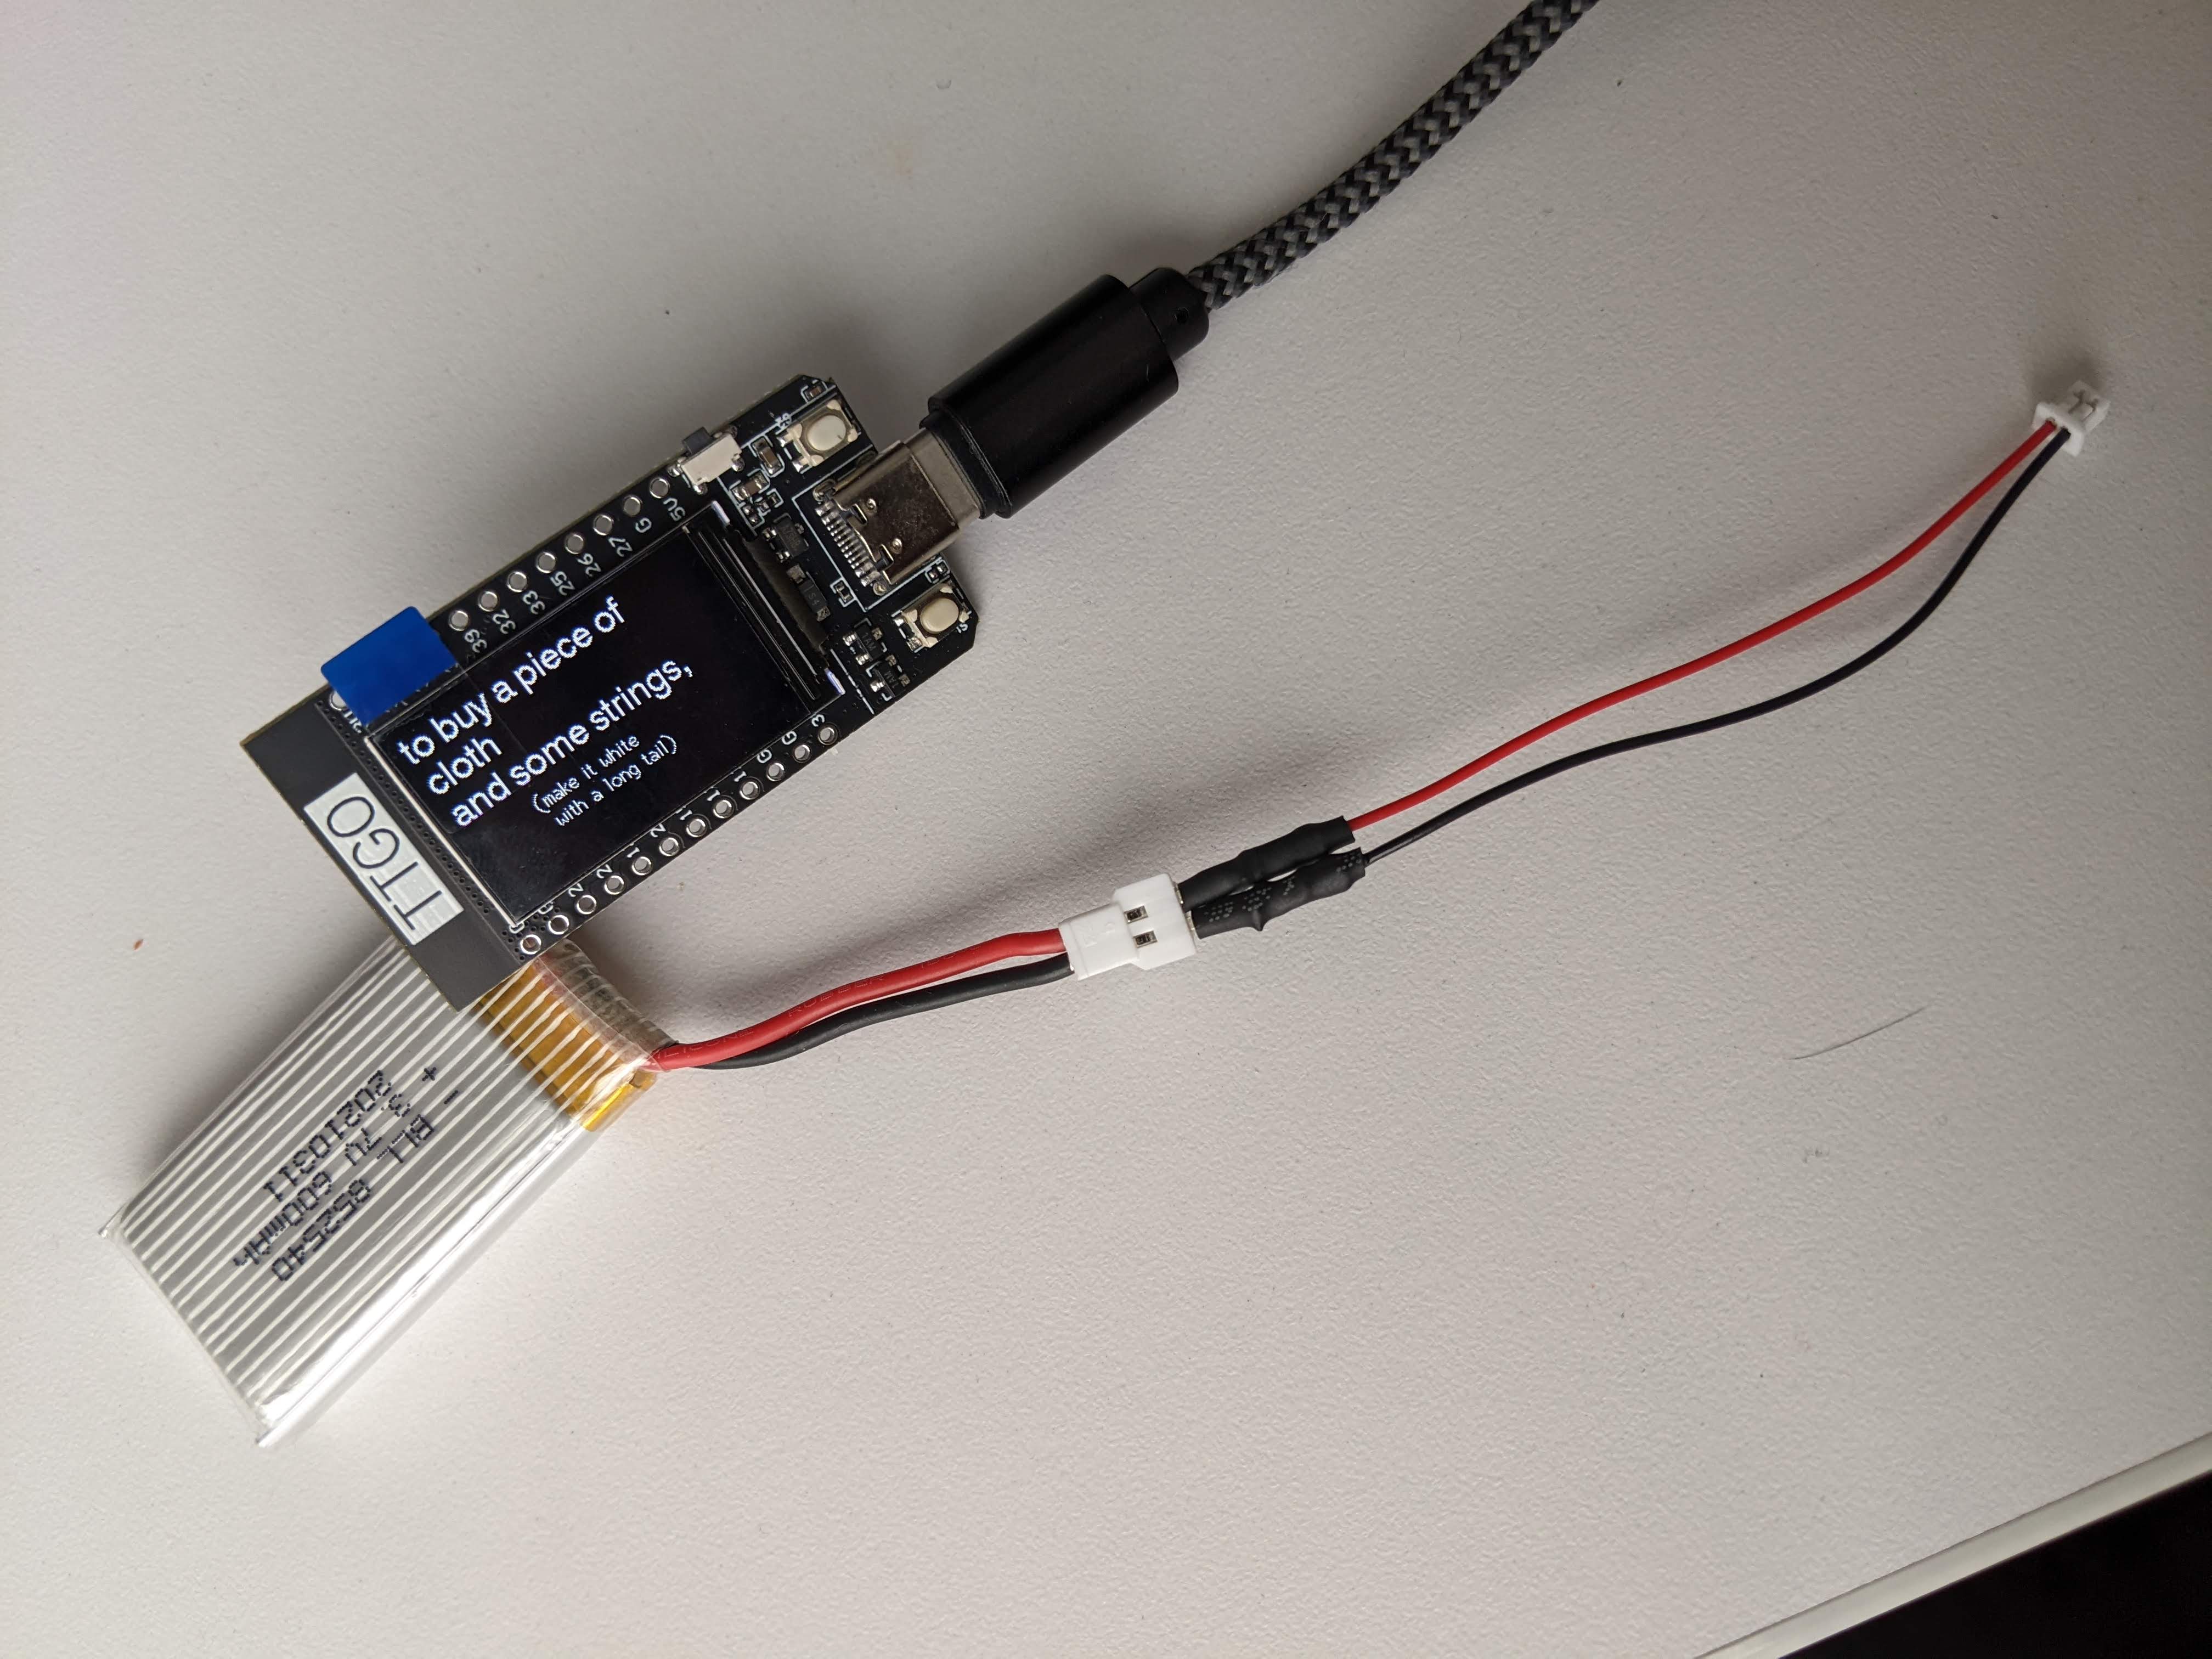 to buy a piece of
cloth
and some strings,
(make it white
with a long tail)
TTGO
39
32
33
25
26
27
G
5V
G
G
3
+ -
BLL 852540
3.7V 600mAh
20210311